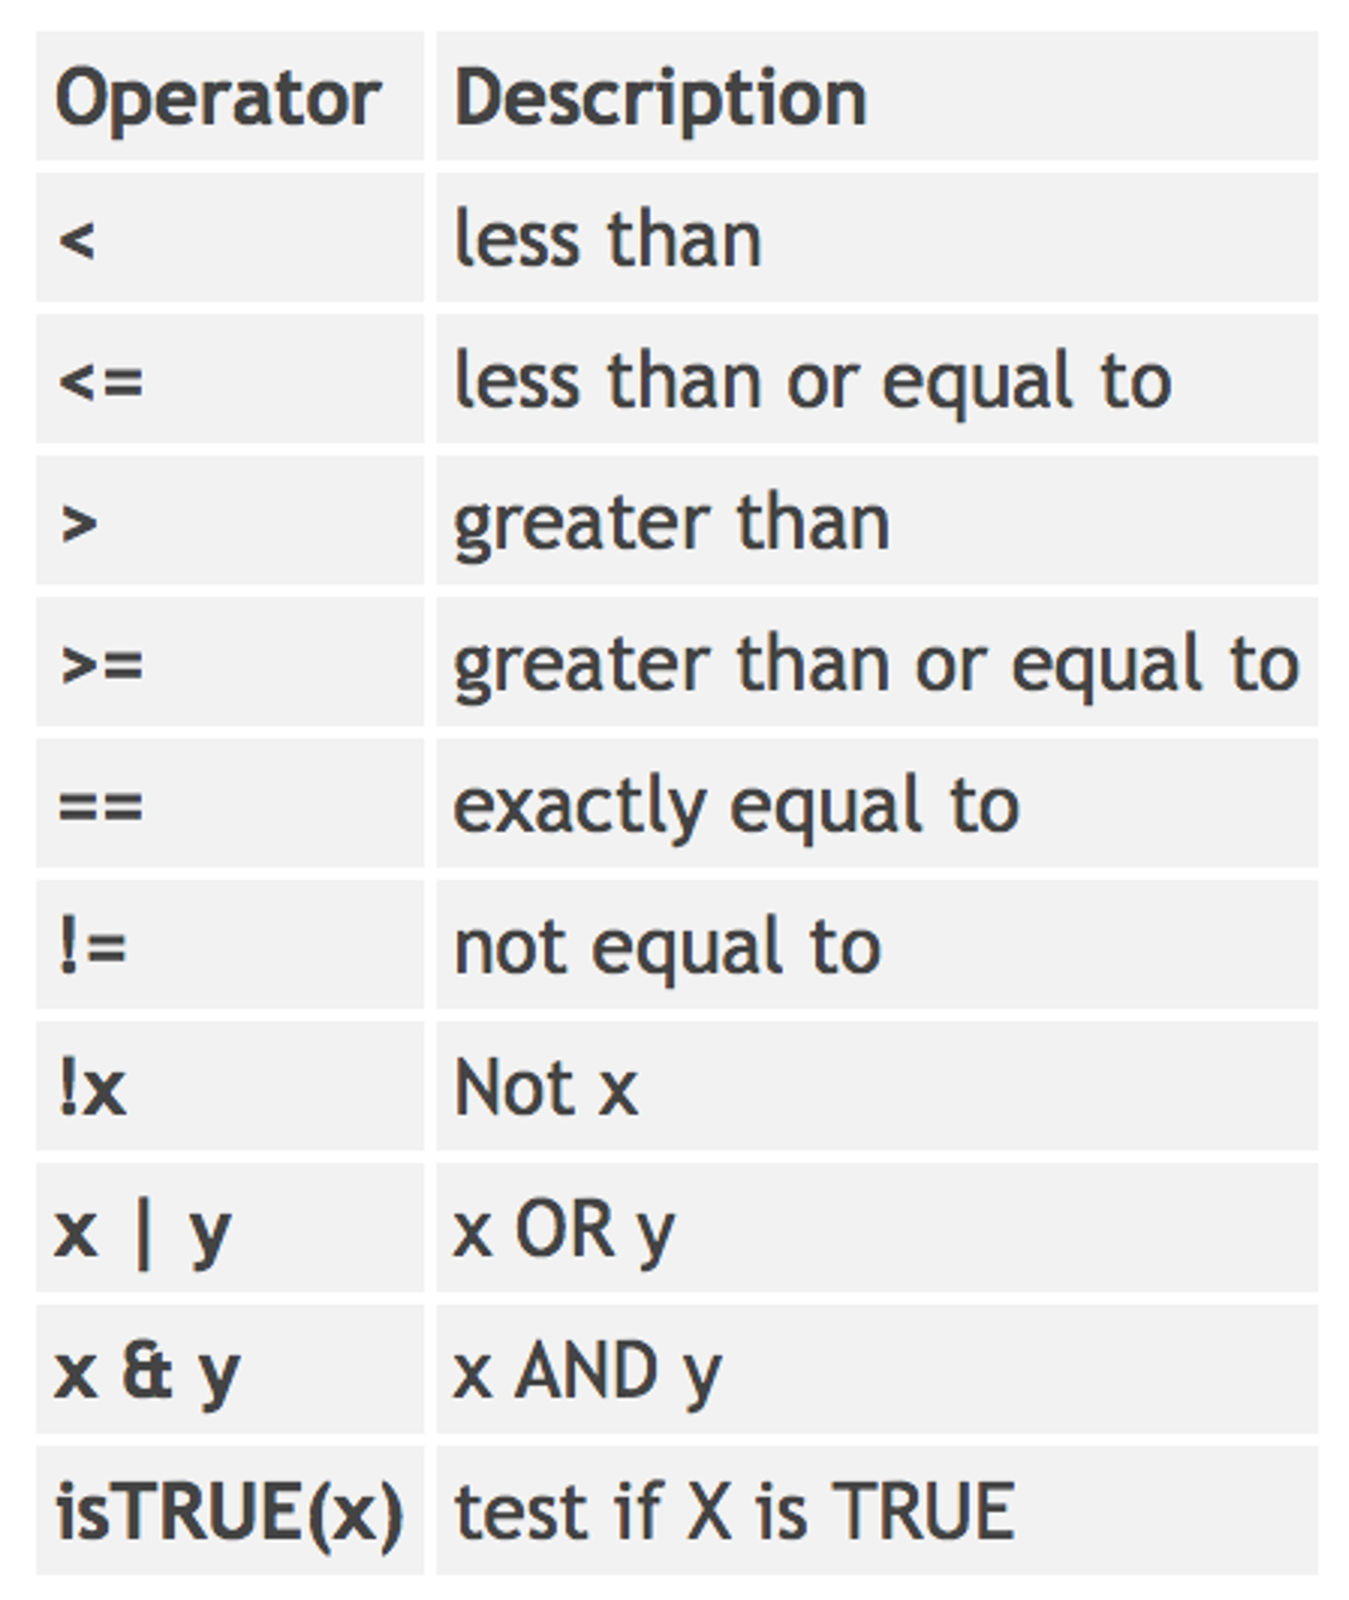 Operator Description
< less than
<= less than or equal to
> greater than
>= greater than or equal to
== exactly equal to
!= not equal to
!x Not x
x | y x OR y
x & y x AND y
isTRUE(x) test if X is TRUE